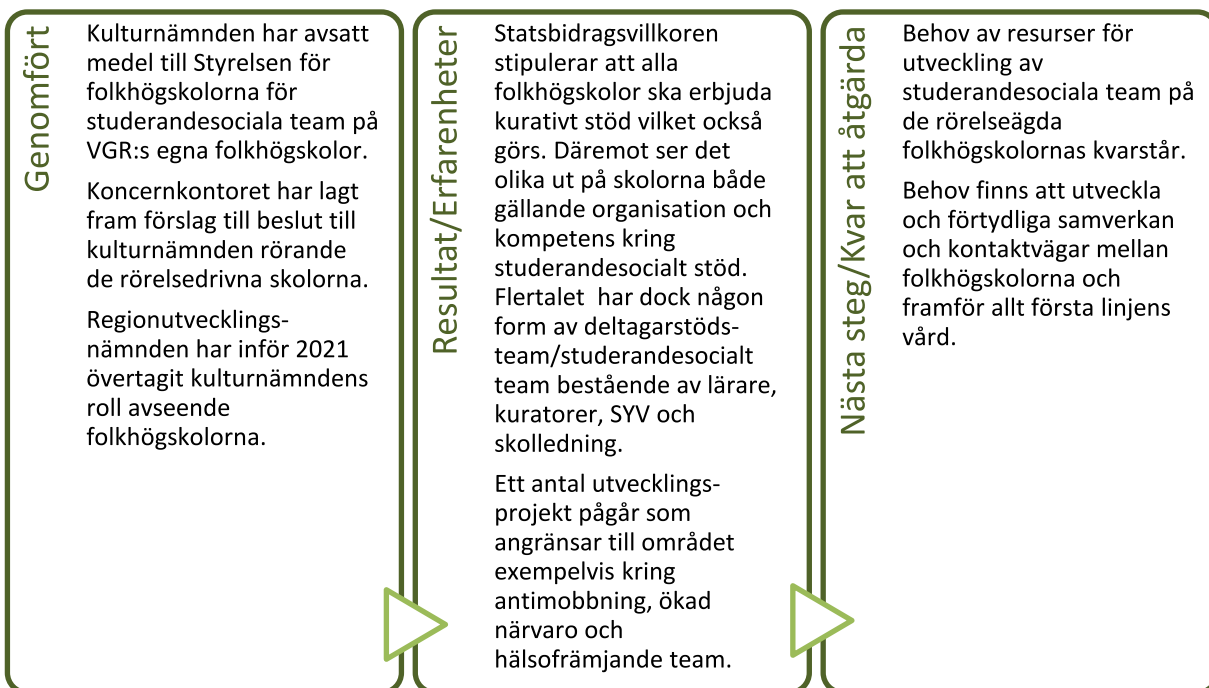 Genomfört
Kulturnämnden har avsatt
medel till Styrelsen för
folkhögskolorna för
studerandesociala team på
VGR:s egna folkhögskolor.
Koncernkontoret har lagt
fram förslag till beslut till
kulturnämnden rörande
de rörelsedrivna skolorna.
Regionutvecklings-
nämnden har inför 2021
övertagit kulturnämndens
roll avseende
folkhögskolorna.
Resultat/Erfarenheter
Statsbidragsvillkoren
stipulerar att alla
folkhögskolor ska erbjuda
kurativt stöd vilket också
görs. Däremot ser det
olika ut på skolorna både
gällande organisation och
kompetens kring
studerandesocialt stöd.
Flertalet  har dock någon
form av deltagarstöds-
team/studerandesocialt
team bestående av lärare,
kuratorer, SYV och
skolledning.
Ett antal utvecklings-
projekt pågår som
angränsar till området
exempelvis kring
antimobbning, ökad
närvaro och
hälsofrämjande team.
Nästa steg/Kvar att åtgärda
Behov av resurser för
utveckling av
studerandesociala team på
de rörelseägda
folkhögskolornas kvarstår.
Behov finns att utveckla
och förtydliga samverkan
och kontaktvägar mellan
folkhögskolorna och
framför allt första linjens
vård.